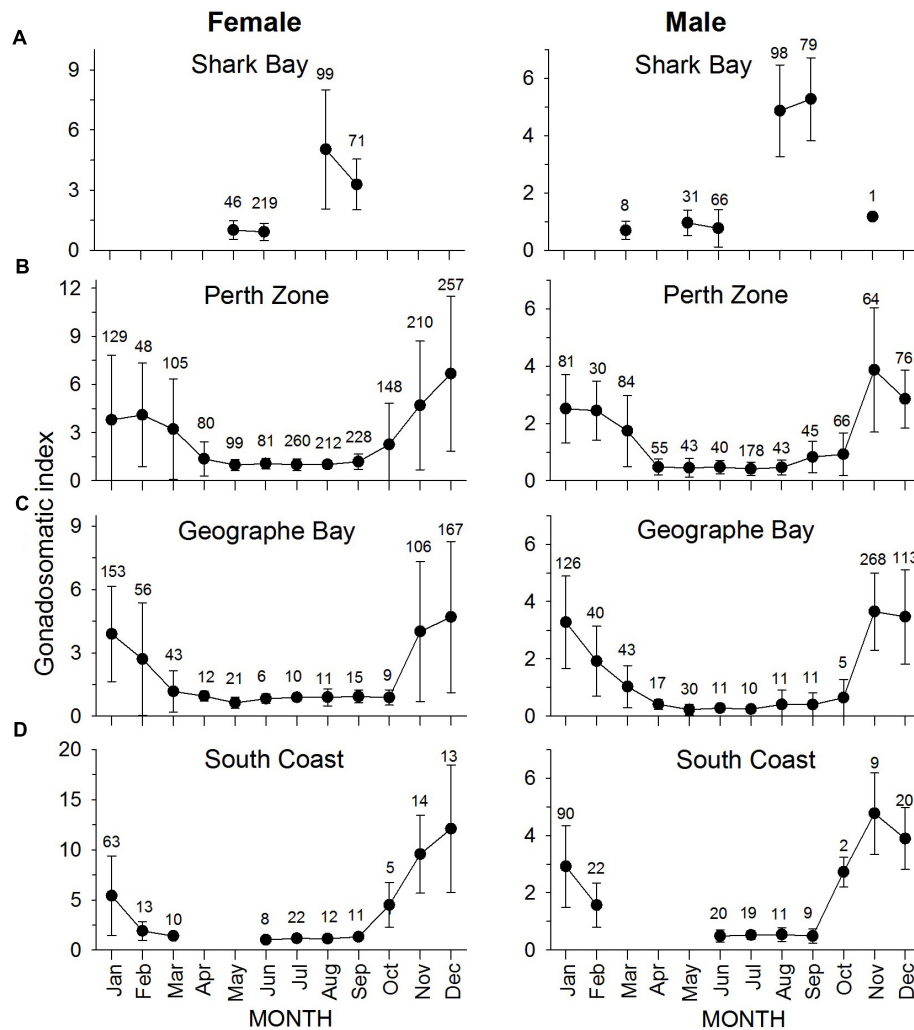 Female
Male
A
Shark Bay
9
6
3
0
46
219
99
71
Shark Bay
6
4
2
0
8
31
66
98
79
1
B
Perth Zone
12
9
6
3
0
129
48
105
80
99
81
260
212
228
148
210
257
Perth Zone
6
4
2
0
81
30
84
55
43
40
178
43
45
66
64
76
Gonadosomatic index
C
Geographe Bay
9
6
3
0
153
56
43
12
21
6
10
11
15
9
106
167
Geographe Bay
6
4
2
0
126
40
43
17
30
11
10
11
11
5
268
113
D
South Coast
20
15
10
5
0
63
13
10
8
22
12
11
5
14
13
South Coast
6
4
2
0
90
22
20
19
11
9
2
9
20
Jan
Feb
Mar
Apr
May
Jun
Jul
Aug
Sep
Oct
Nov
Dec
MONTH
Jan
Feb
Mar
Apr
May
Jun
Jul
Aug
Sep
Oct
Nov
Dec
MONTH